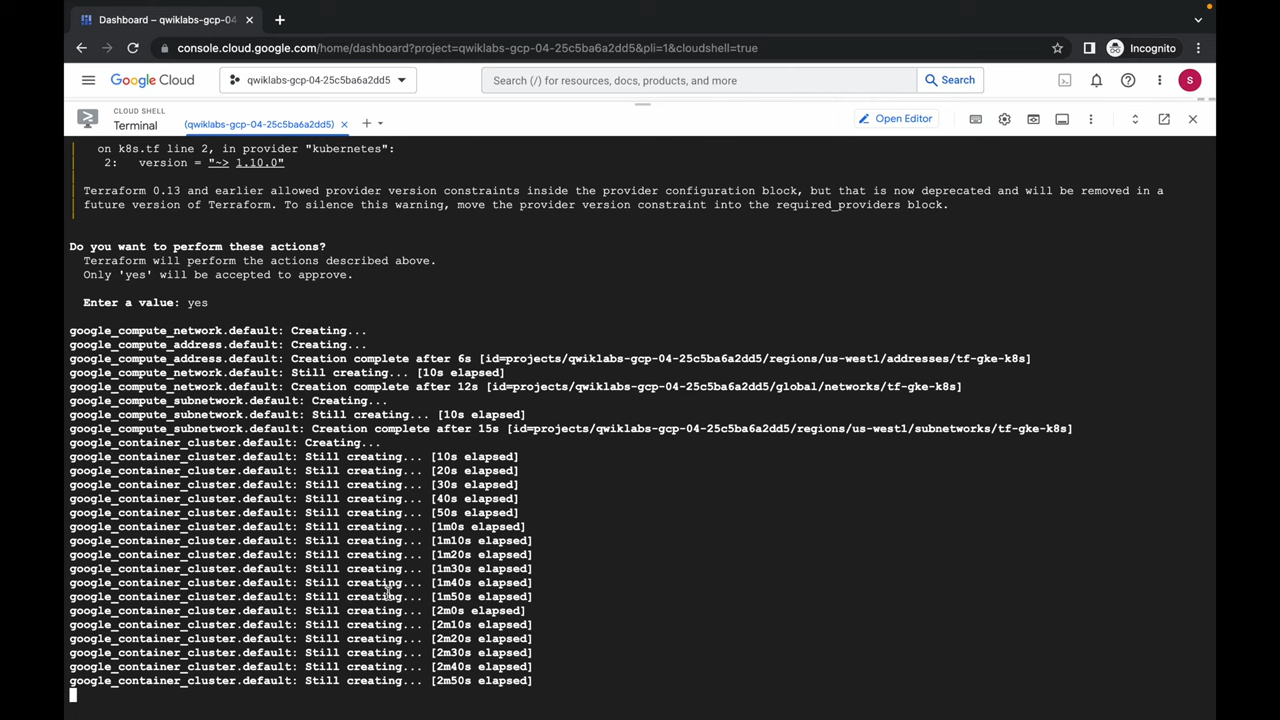 Dashboard – qwiklabs-gcp-04
console.cloud.google.com/home/dashboard?project=qwiklabs-gcp-04-25c5ba6a2dd5&pli=1&cloudshell=true
Incognito
Google Cloud
qwiklabs-gcp-04-25c5ba6a2dd5
Search (/) for resources, docs, products, and more
Search
S
CLOUD SHELL
Terminal
(qwiklabs-gcp-04-25c5ba6a2dd5)
Open Editor
on k8s.tf line 2, in provider "kubernetes":
2: version = "~> 1.10.0"
Terraform 0.13 and earlier allowed provider version constraints inside the provider configuration block, but that is now deprecated and will be removed in a
future version of Terraform. To silence this warning, move the provider version constraint into the required_providers block.
Do you want to perform these actions?
Terraform will perform the actions described above.
Only 'yes' will be accepted to approve.
Enter a value: yes
google_compute_network.default: Creating...
google_compute_address.default: Creating...
google_compute_address.default: Creation complete after 6s [id=projects/qwiklabs-gcp-04-25c5ba6a2dd5/regions/us-west1/addresses/tf-gke-k8s]
google_compute_network.default: Still creating... [10s elapsed]
google_compute_network.default: Creation complete after 12s [id=projects/qwiklabs-gcp-04-25c5ba6a2dd5/global/networks/tf-gke-k8s]
google_compute_subnetwork.default: Creating...
google_compute_subnetwork.default: Still creating... [10s elapsed]
google_compute_subnetwork.default: Creation complete after 15s [id=projects/qwiklabs-gcp-04-25c5ba6a2dd5/regions/us-west1/subnetworks/tf-gke-k8s]
google_container_cluster.default: Creating...
google_container_cluster.default: Still creating... [10s elapsed]
google_container_cluster.default: Still creating... [20s elapsed]
google_container_cluster.default: Still creating... [30s elapsed]
google_container_cluster.default: Still creating... [40s elapsed]
google_container_cluster.default: Still creating... [50s elapsed]
google_container_cluster.default: Still creating... [1m0s elapsed]
google_container_cluster.default: Still creating... [1m10s elapsed]
google_container_cluster.default: Still creating... [1m20s elapsed]
google_container_cluster.default: Still creating... [1m30s elapsed]
google_container_cluster.default: Still creating... [1m40s elapsed]
google_container_cluster.default: Still creating... [1m50s elapsed]
google_container_cluster.default: Still creating... [2m0s elapsed]
google_container_cluster.default: Still creating... [2m10s elapsed]
google_container_cluster.default: Still creating... [2m20s elapsed]
google_container_cluster.default: Still creating... [2m30s elapsed]
google_container_cluster.default: Still creating... [2m40s elapsed]
google_container_cluster.default: Still creating... [2m50s elapsed]